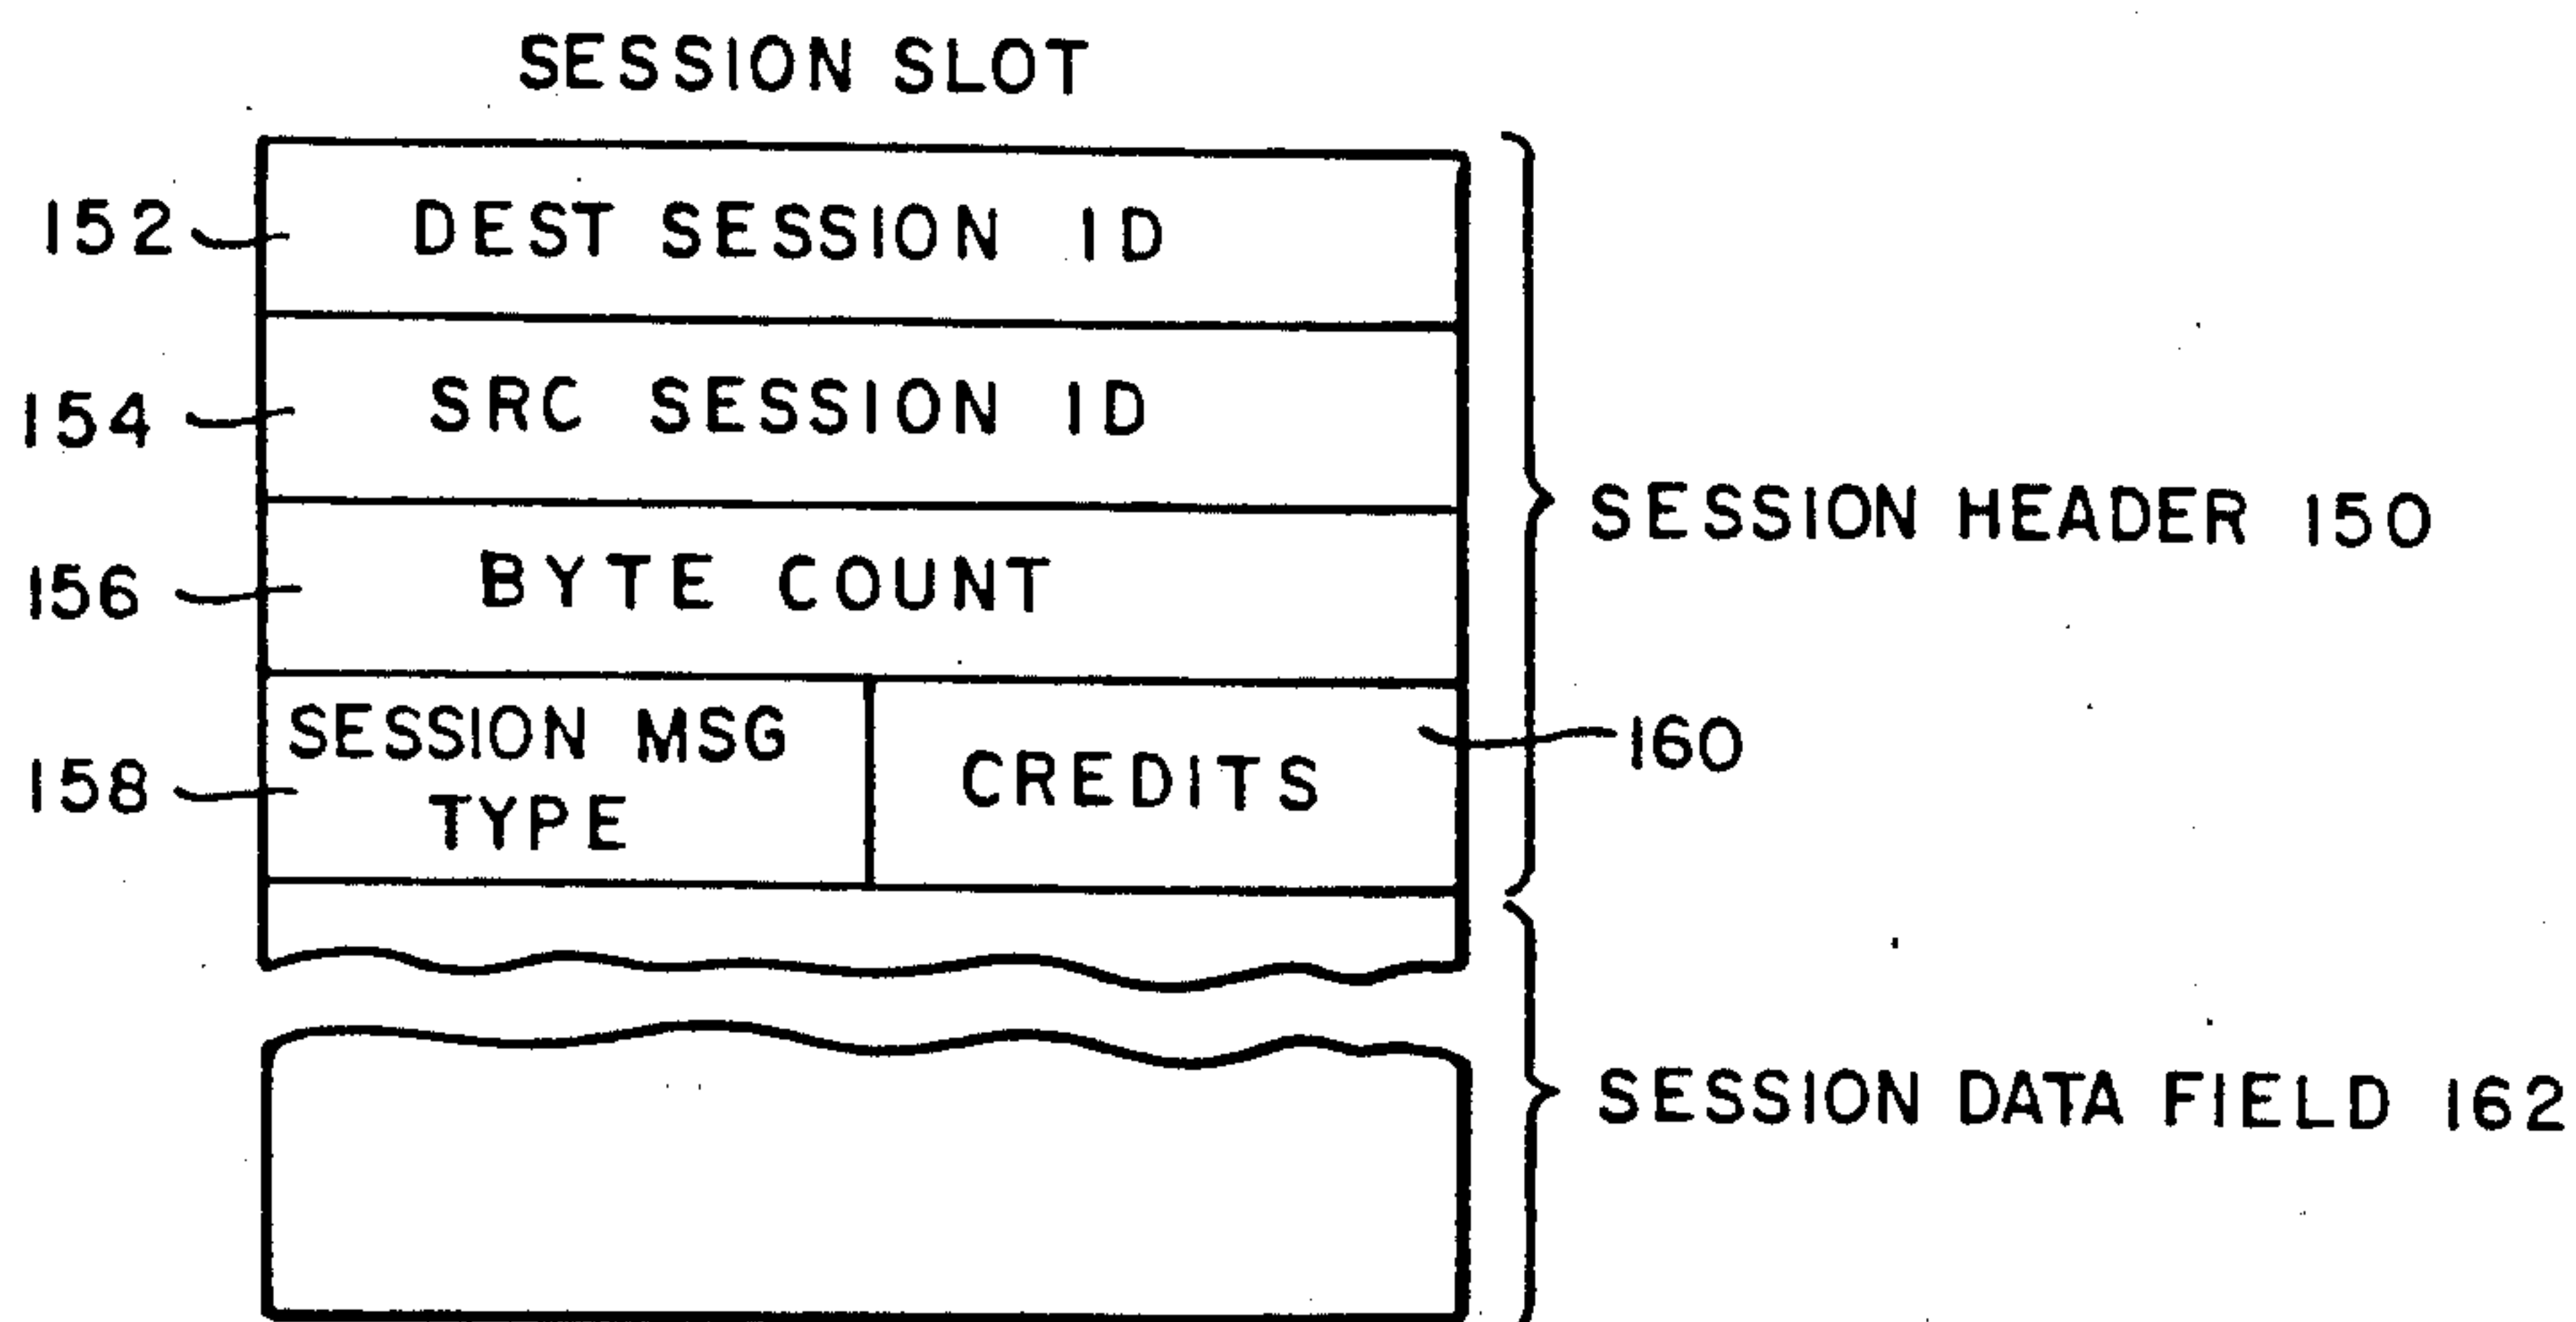 SESSION SLOT
152
DEST SESSION ID
154
SRC SESSION ID
156
BYTE COUNT
SESSION HEADER 150
158
SESSION MSG
TYPE
CREDITS
160
SESSION DATA FIELD 162